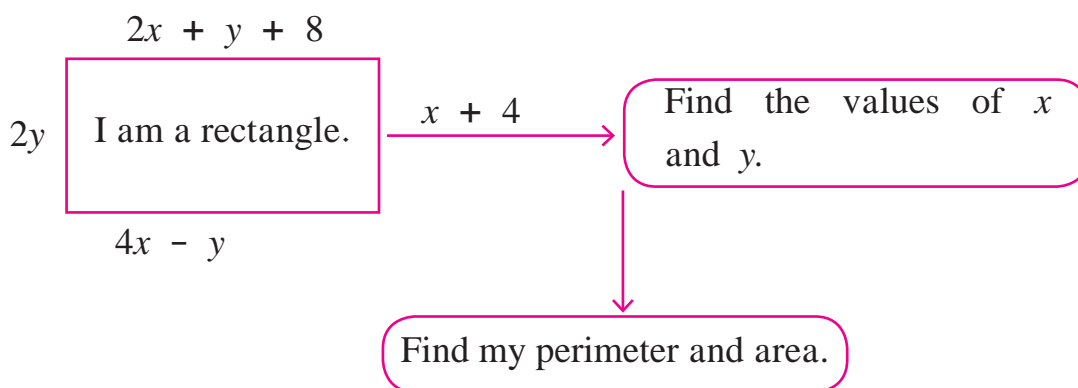 2x + y + 8
2y
I am a rectangle.
x + 4
Find the values of x
and y.
4x - y
Find my perimeter and area.